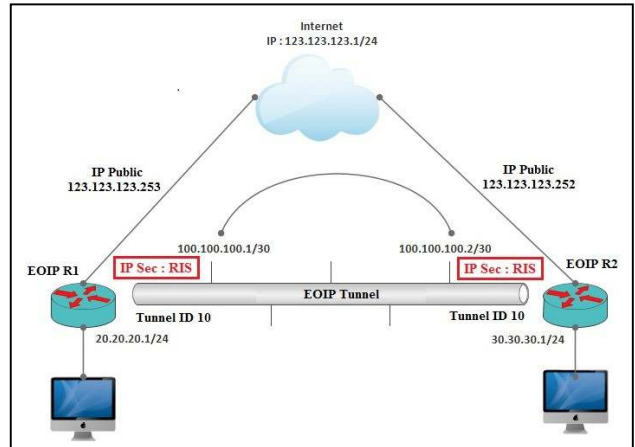 Internet
IP : 123.123.123.1/24
IP Public
123.123.123.253
IP Public
123.123.123.252
100.100.100.1/30
100.100.100.2/30
EOIP R1
IP Sec : RIS
IP Sec : RIS
EOIP R2
EOIP Tunnel
Tunnel ID 10
Tunnel ID 10
20.20.20.1/24
30.30.30.1/24